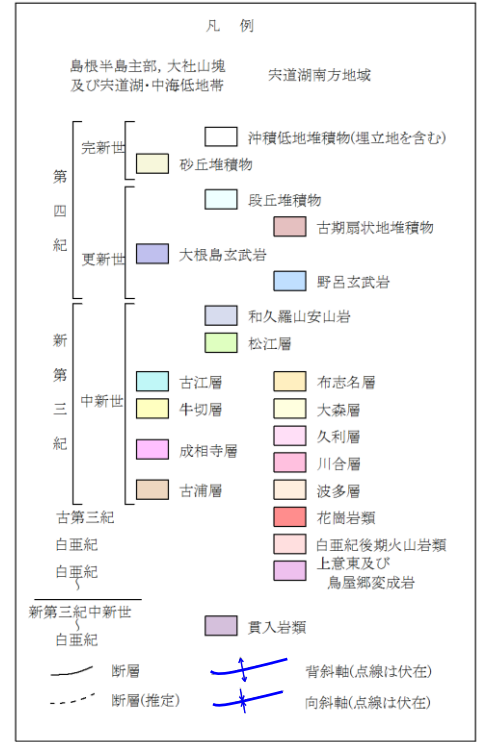 凡 例
島根半島主部, 大社山塊
及び宍道湖・中海低地帯
宍道湖南方地域
第四紀
完新世
沖積低地堆積物(埋立地を含む)
砂丘堆積物
更新世
段丘堆積物
古期扇状地堆積物
大根島玄武岩
野呂玄武岩
新第三紀
中新世
和久羅山安山岩
松江層
古江層
布志名層
牛切層
大森層
久利層
成相寺層
川合層
古浦層
波多層
古第三紀
花崗岩類
白亜紀
白亜紀後期火山岩類
白亜紀
上意東及び
鳥屋郷変成岩
~
新第三紀中新世
~
白亜紀
貫入岩類
断層
背斜軸(点線は伏在)
断層(推定)
向斜軸(点線は伏在)